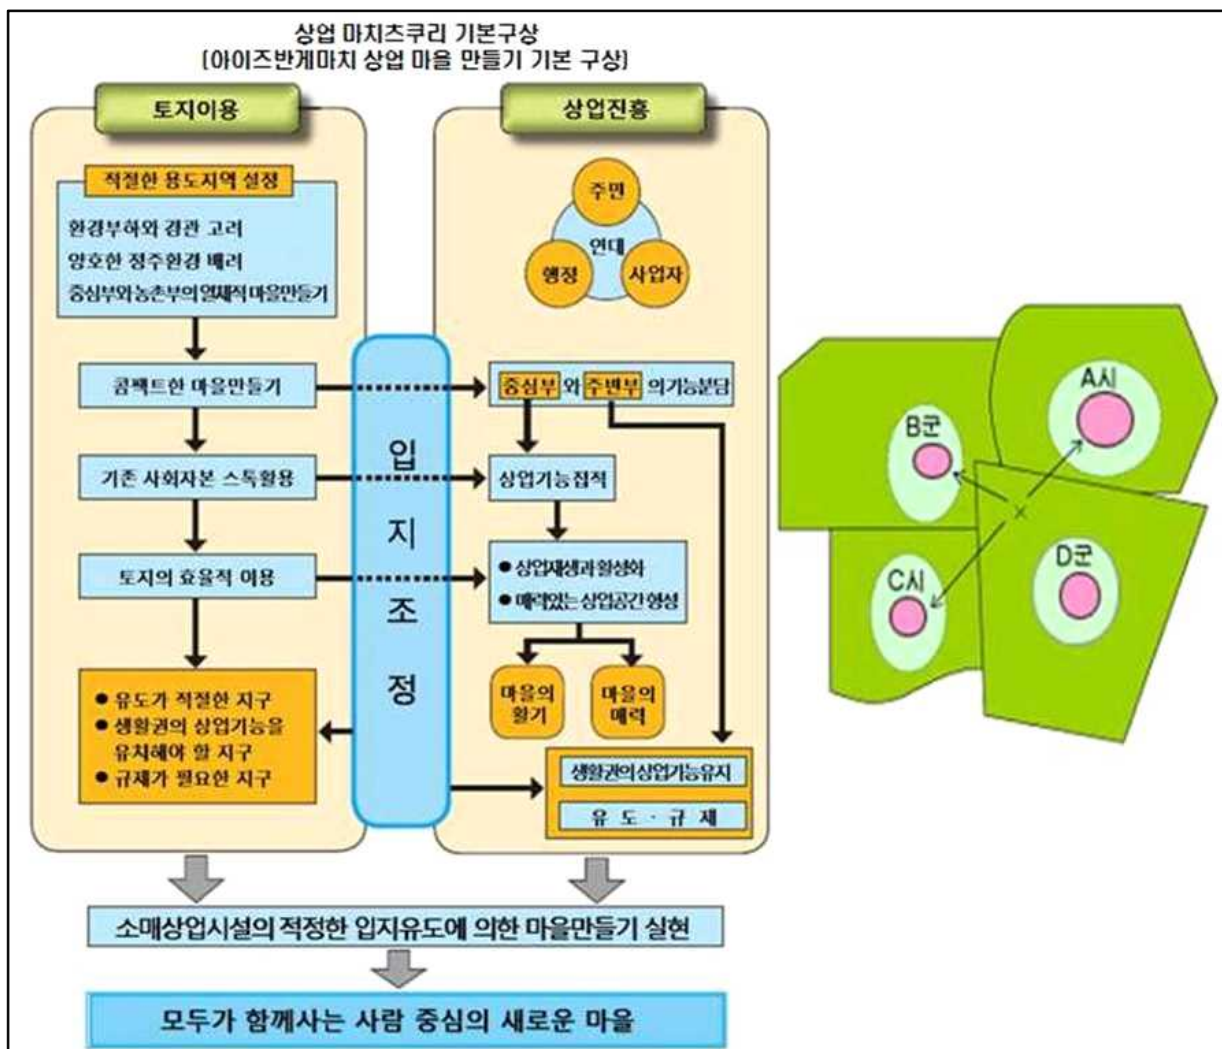 상업 마치츠쿠리 기본구상
[아이즈반게마치 상업 마을 만들기 기본 구상]
토지이용
적절한 용도지역 설정
환경부하와 경관 고려
양호한 정주환경 배려
중심부와 농촌부의 일체적 마을만들기
콤팩트한 마을만들기
기존 사회자본 스톡활용
토지의 효율적 이용
● 유도가 적절한 지구
● 생활권의 상업기능을
유치해야 할 지구
● 규제가 필요한 지구
입
지
조
정
상업진흥
주민
연대
행정
사업자
중심부 와 주변부 의 기능분담
상업기능집적
● 상업재생과 활성화
● 매력있는 상업공간 형성
마을의
활기
마을의
매력
생활권의 상업기능유지
유 도 · 규 제
소매상업시설의 적정한 입지유도에 의한 마을만들기 실현
모두가 함께사는 사람 중심의 새로운 마을
A시
B군
C시
D군
×